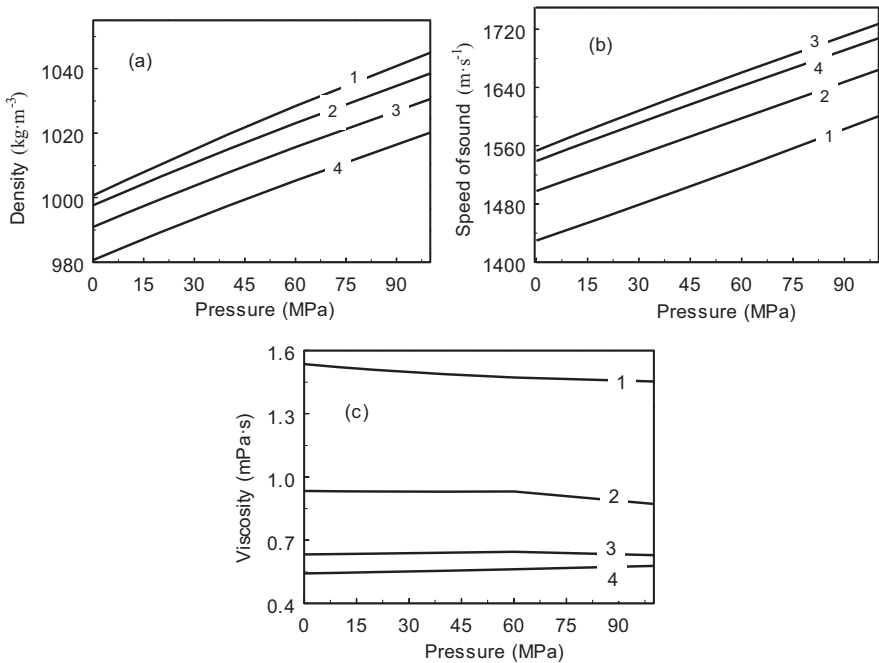 (a)
Density (kg·m⁻³)
1040
1020
1000
980
1
2
3
4
0 15 30 45 60 75 90
Pressure (MPa)
(b)
Speed of sound (m·s⁻¹)
1720
1640
1560
1480
1400
3
4
2
1
0 15 30 45 60 75 90
Pressure (MPa)
(c)
Viscosity (mPa·s)
1.6
1.3
1.0
0.7
0.4
1
2
3
4
0 15 30 45 60 75 90
Pressure (MPa)